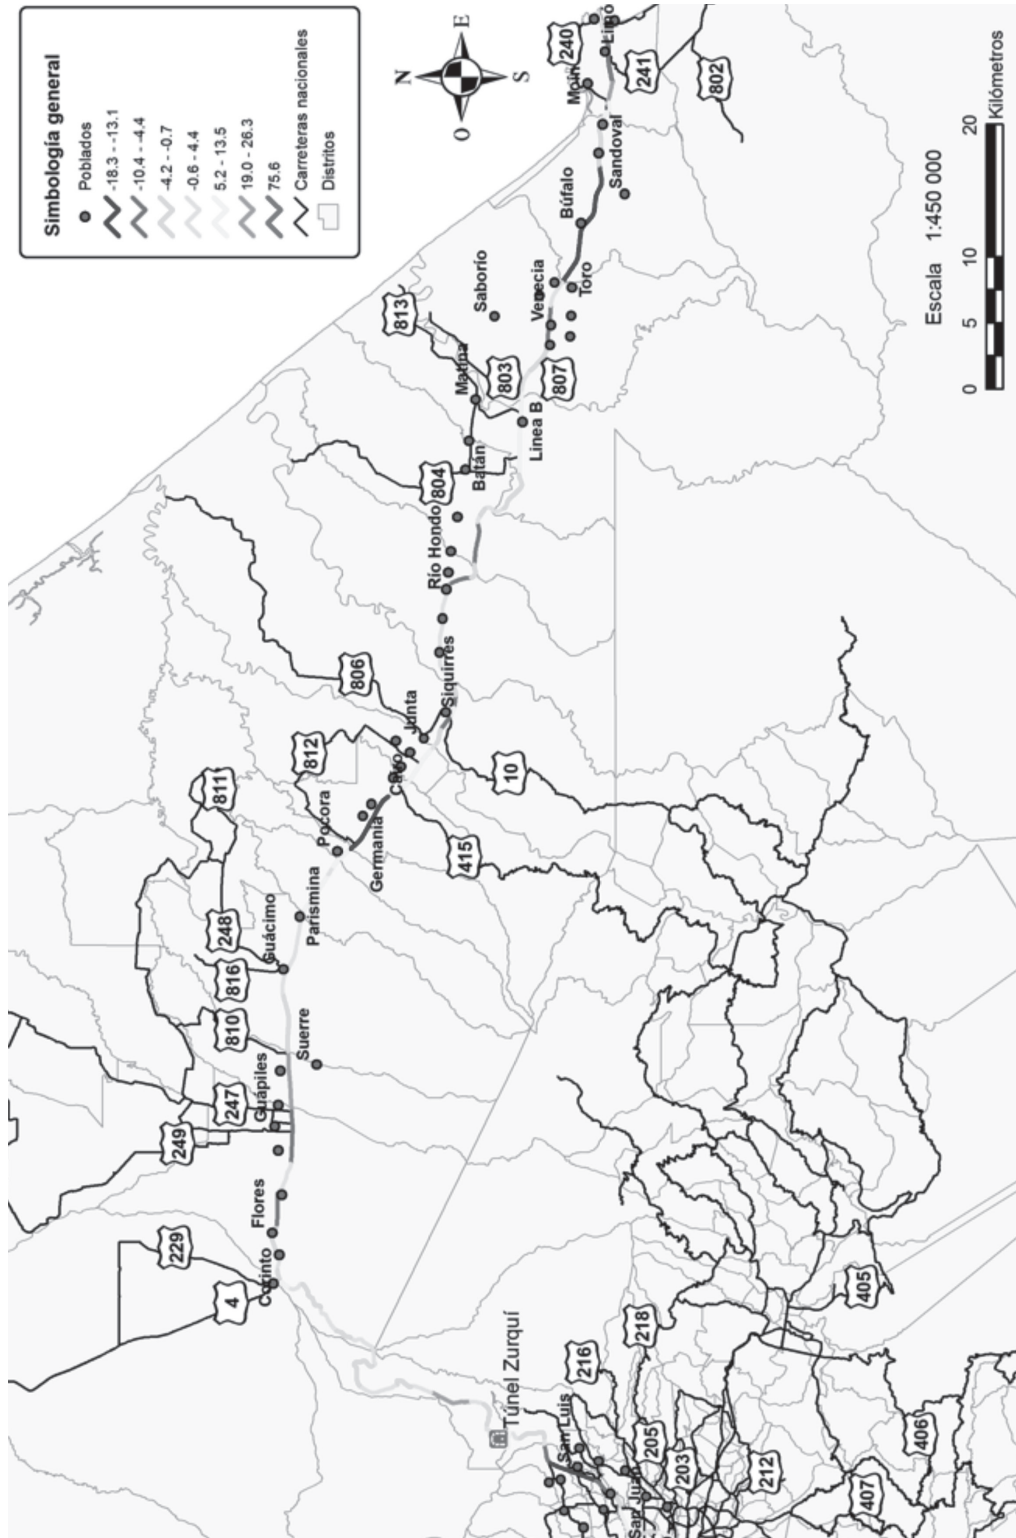 Simbología general
Poblados
-18.3 - -13.1
-10.4 - -4.4
-4.2 - -0.7
-0.6 - 4.4
5.2 - 13.5
19.0 - 26.3
75.6
Carreteras nacionales
Distritos
N
E
S
O
Escala 1:450 000
0 5 10 20
Kilómetros
4
229
249
247
810
816
248
811
812
806
804
813
803
807
240
241
802
10
415
216
218
205
203
212
405
406
407
Túnel Zurquí
San Luis
San Juan
Corinto
Flores
Guápiles
Suerre
Guácimo
Parismina
Pocora
Germania
Cairo
Junta
Siquirres
Río Hondo
Batán
Matina
Linea B
Saborío
Venecia
Toro
Búfalo
Sandoval
Moín
Limó